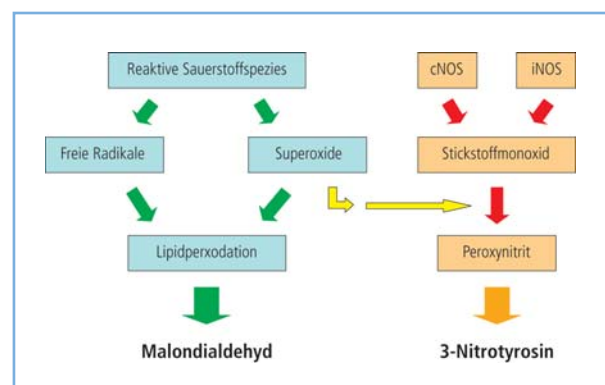 Reaktive Sauerstoffspezies
cNOS
iNOS
Freie Radikale
Superoxide
Stickstoffmonoxid
Lipidperxodation
Peroxynitrit
Malondialdehyd
3-Nitrotyrosin